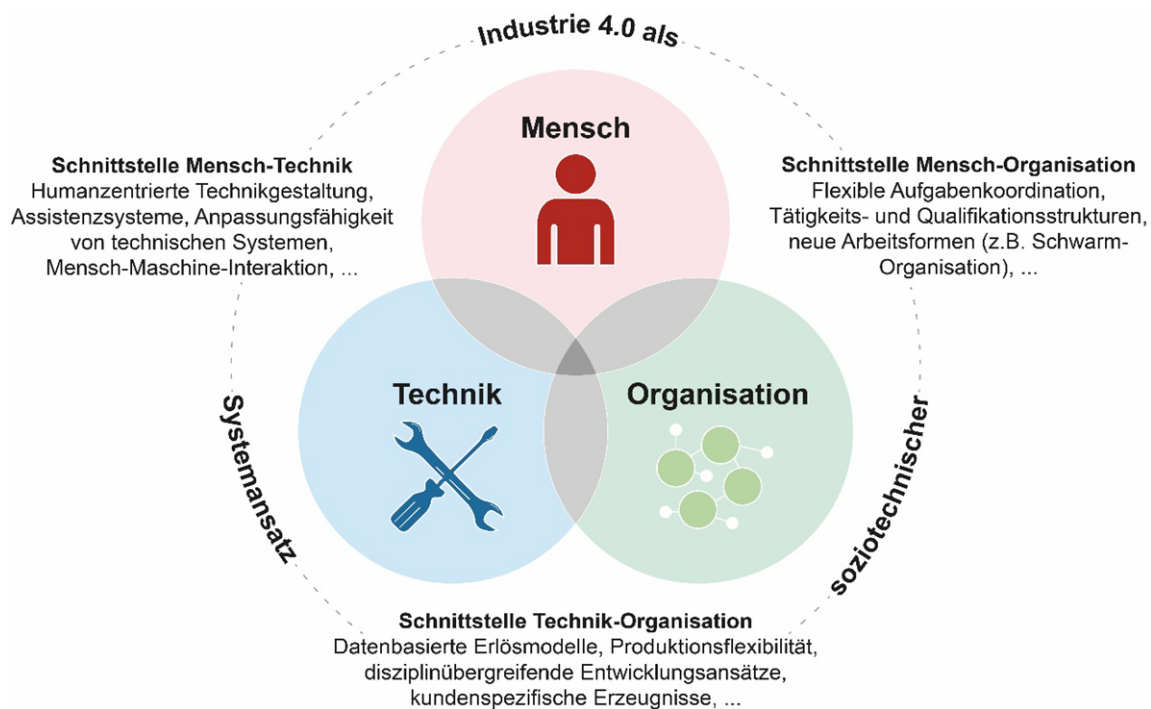 Industrie 4.0 als
soziotechnischer
Systemansatz
Mensch
Schnittstelle Mensch-Technik
Humanzentrierte Technikgestaltung,
Assistenzsysteme, Anpassungsfähigkeit
von technischen Systemen,
Mensch-Maschine-Interaktion, ...
Schnittstelle Mensch-Organisation
Flexible Aufgabenkoordination,
Tätigkeits- und Qualifikationsstrukturen,
neue Arbeitsformen (z.B. Schwarm-
Organisation), ...
Technik
Organisation
Schnittstelle Technik-Organisation
Datenbasierte Erlösmodelle, Produktionsflexibilität,
disziplinübergreifende Entwicklungsansätze,
kundenspezifische Erzeugnisse, ...